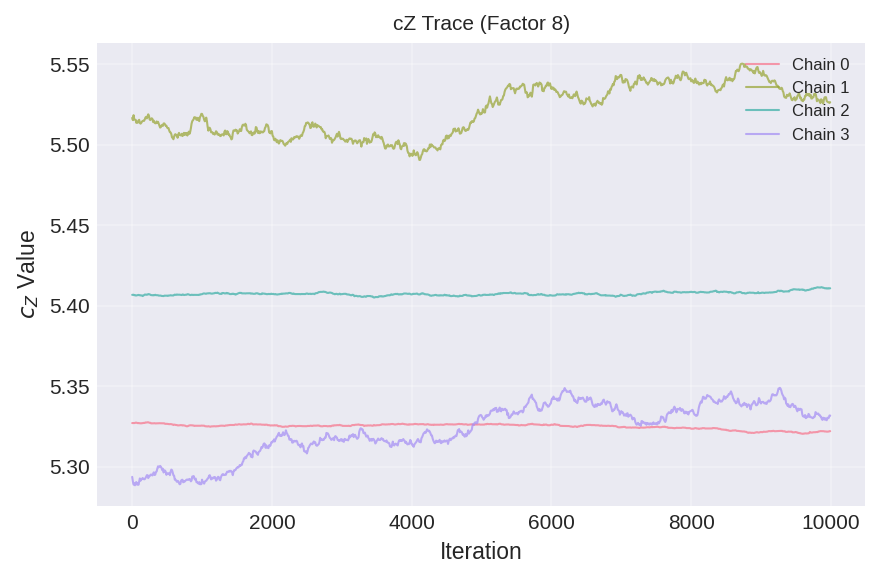 cZ Trace (Factor 8)
5.55
5.50
5.45
5.40
5.35
5.30
cZ Value
Chain 0
Chain 1
Chain 2
Chain 3
0
2000
4000
6000
8000
10000
Iteration